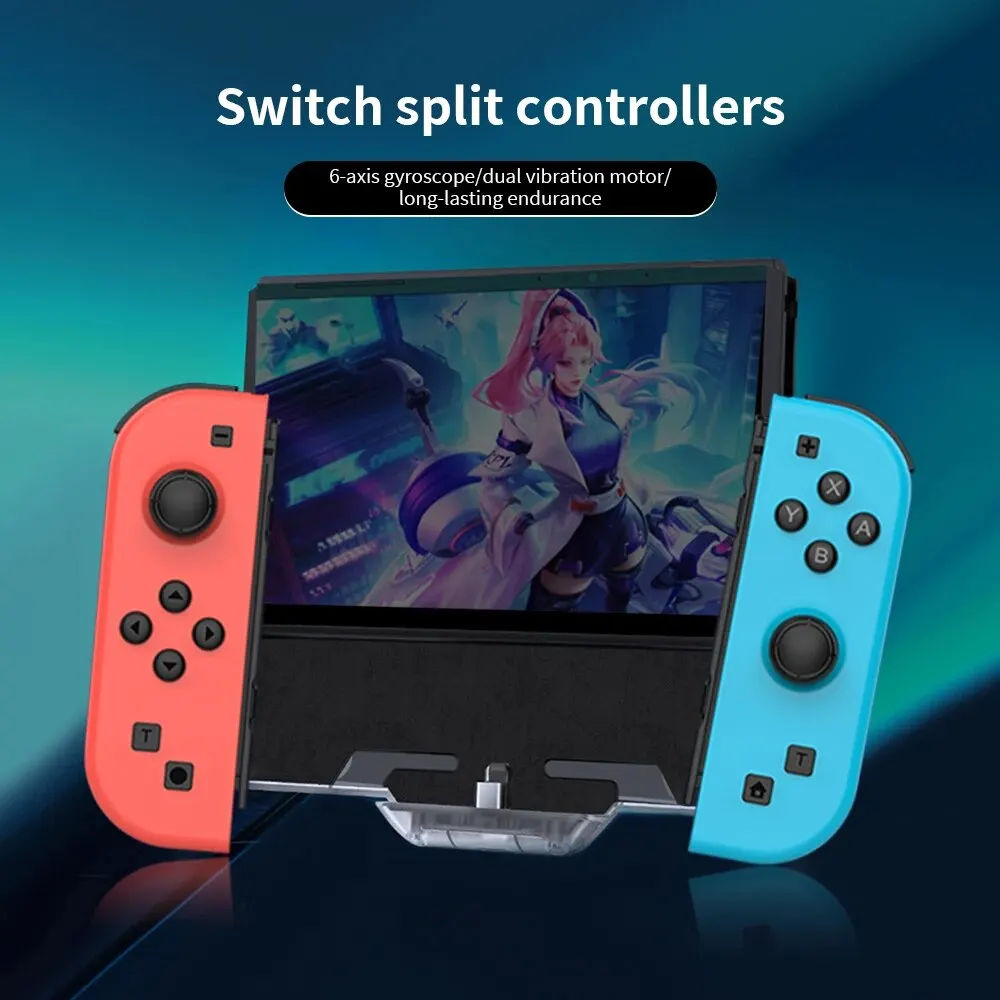 Switch split controllers
6-axis gyroscope/dual vibration motor/
long-lasting endurance
X
Y
A
B
T
T